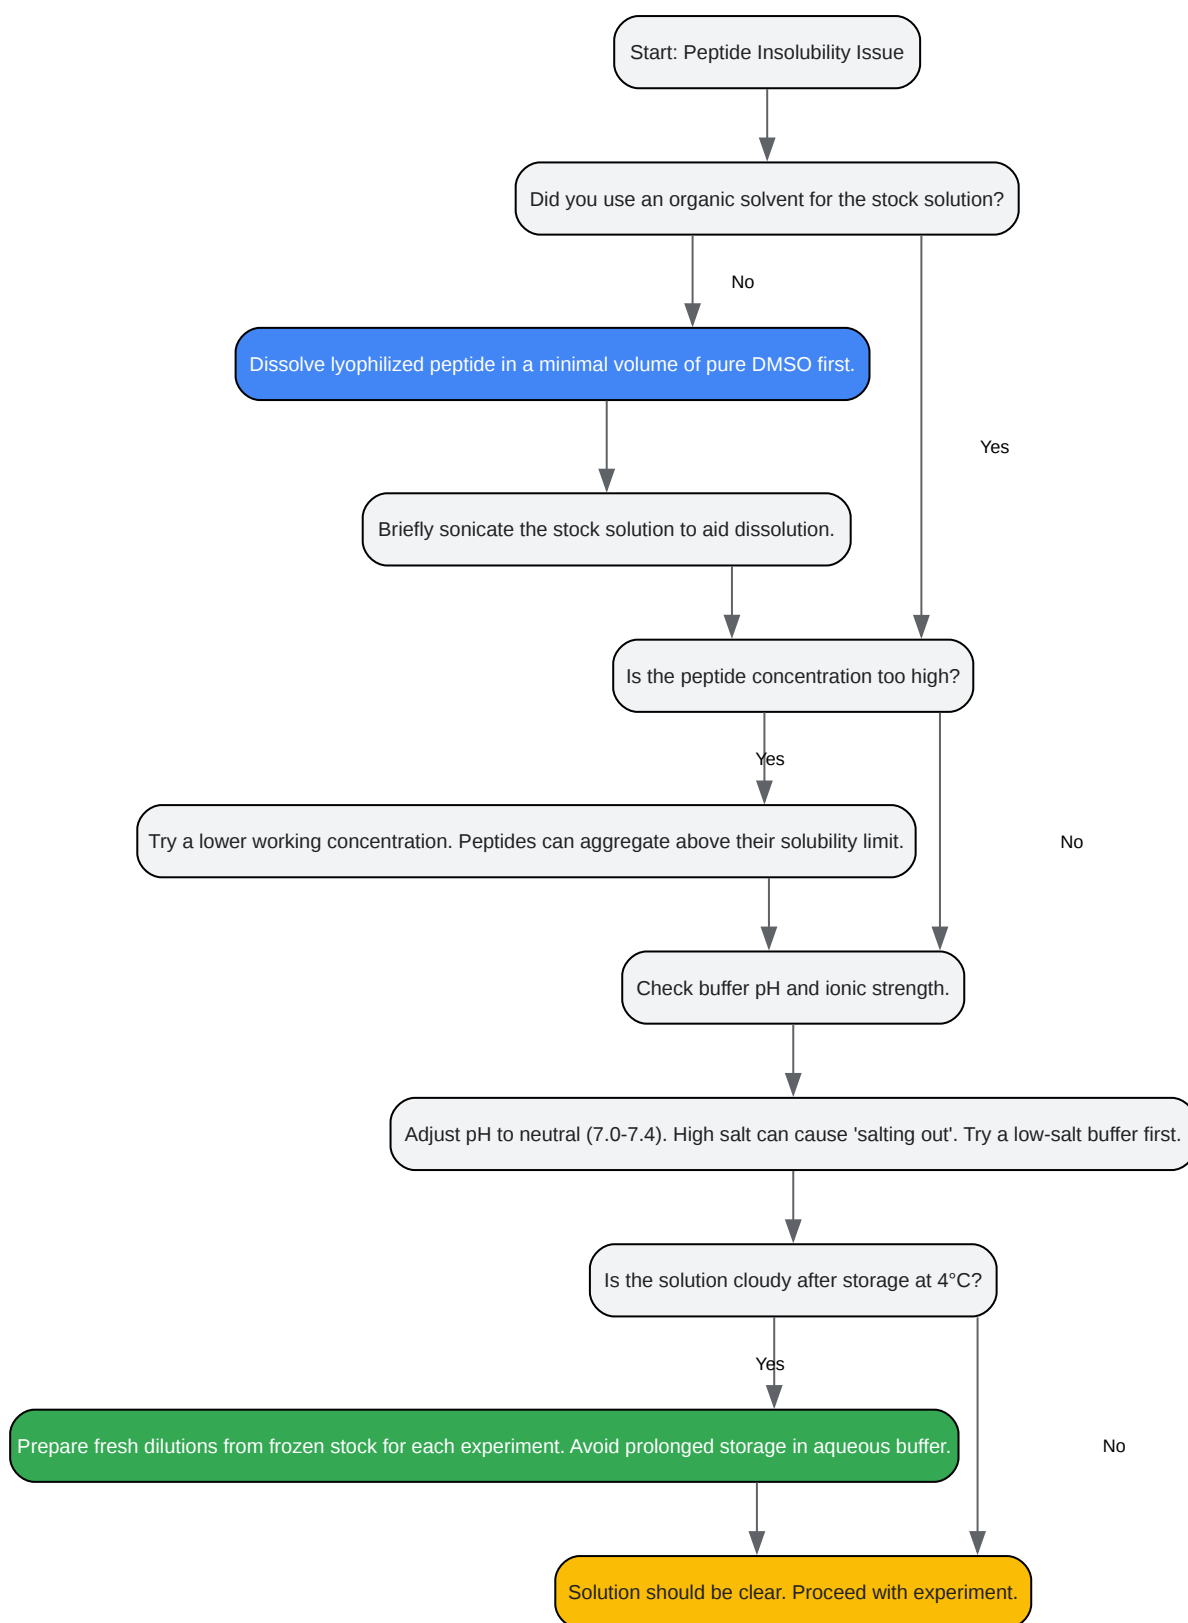 Start: Peptide Insolubility Issue
Did you use an organic solvent for the stock solution?
No
Dissolve lyophilized peptide in a minimal volume of pure DMSO first.
Yes
Briefly sonicate the stock solution to aid dissolution.
Is the peptide concentration too high?
Yes
Try a lower working concentration. Peptides can aggregate above their solubility limit.
No
Check buffer pH and ionic strength.
Adjust pH to neutral (7.0-7.4). High salt can cause 'salting out'. Try a low-salt buffer first.
Is the solution cloudy after storage at 4°C?
Yes
Prepare fresh dilutions from frozen stock for each experiment. Avoid prolonged storage in aqueous buffer.
No
Solution should be clear. Proceed with experiment.